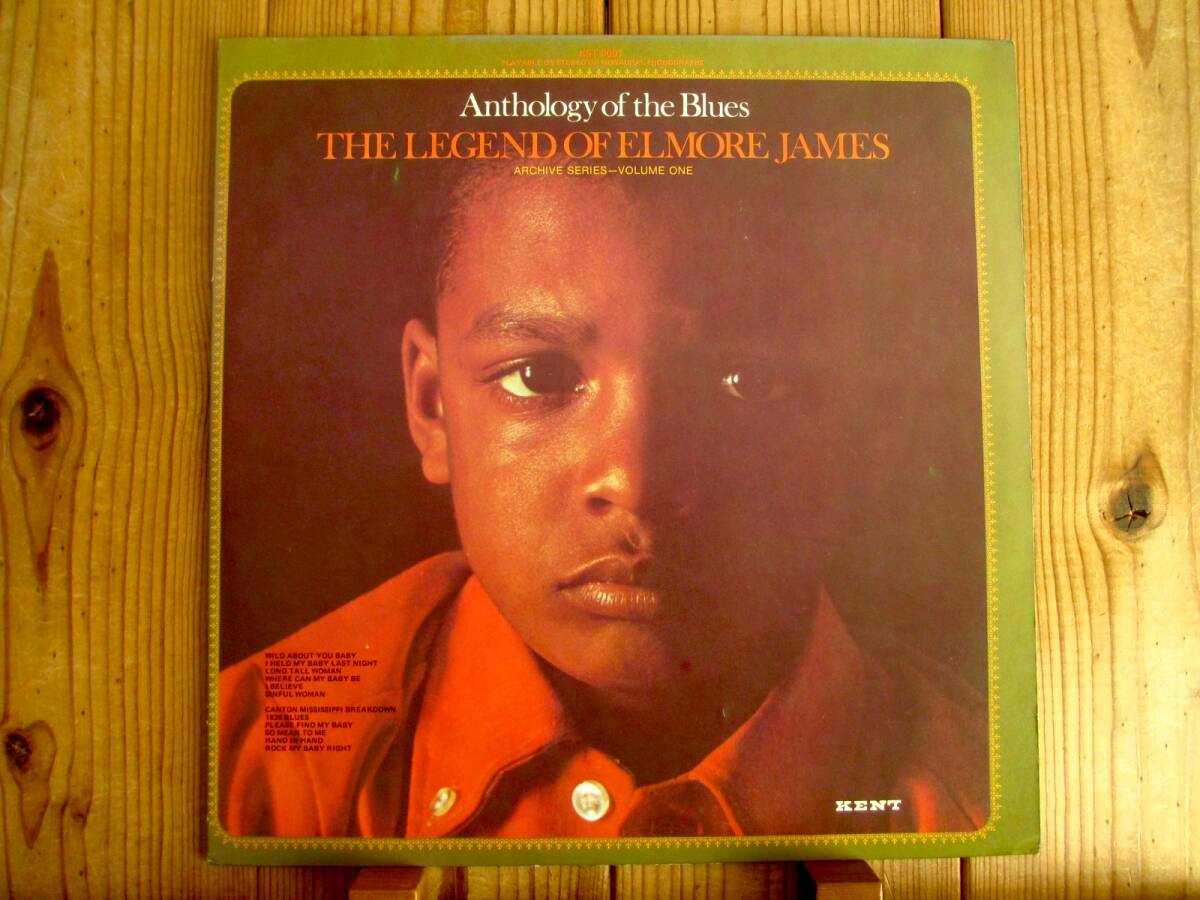 KST 9001
PLAYABLE ON STEREO OR MONAURAL PHONOGRAPHS
Anthology of the Blues
THE LEGEND OF ELMORE JAMES
ARCHIVE SERIES—VOLUME ONE
WILD ABOUT YOU BABY
I HELD MY BABY LAST NIGHT
LONG TALL WOMAN
WHERE CAN MY BABY BE
I BELIEVE
SINFUL WOMAN
CANTON MISSISSIPPI BREAKDOWN
1839 BLUES
PLEASE FIND MY BABY
SO MEAN TO ME
HAND IN HAND
ROCK MY BABY RIGHT
KENT